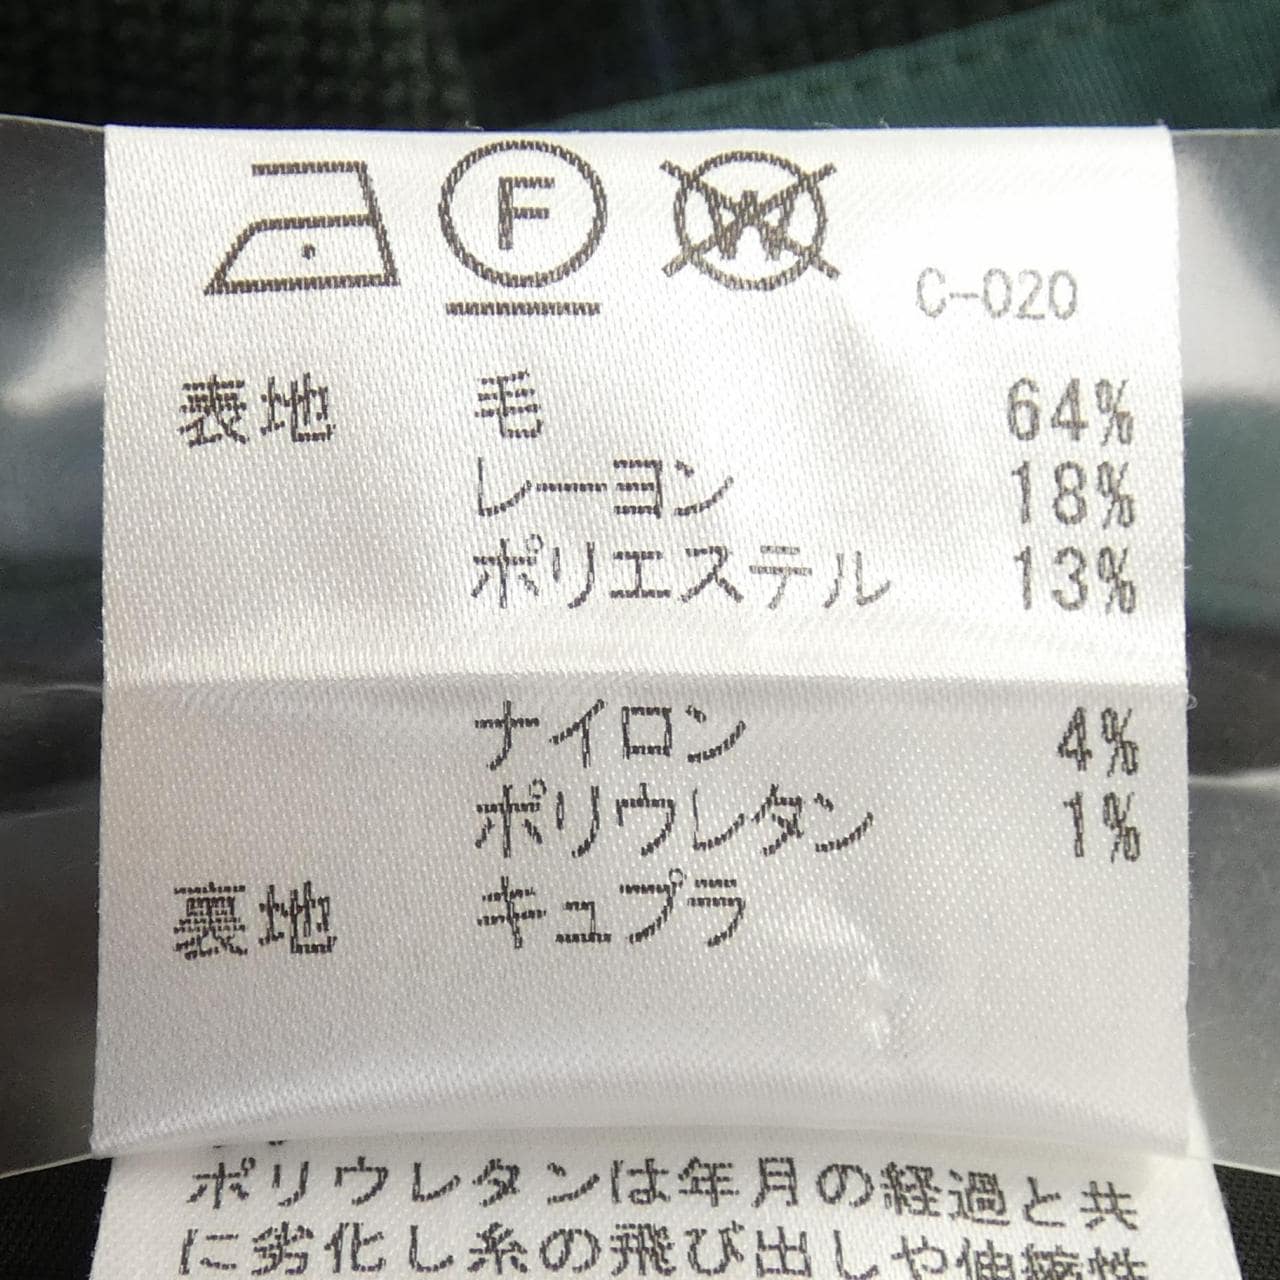 F W
C-020
表地 毛 64%
レーヨン 18%
ポリエステル 13%
ナイロン 4%
ポリウレタン 1%
裏地 キュプラ
ポリウレタンは年月の経過と共
に劣化し糸の飛び出しや伸縮性